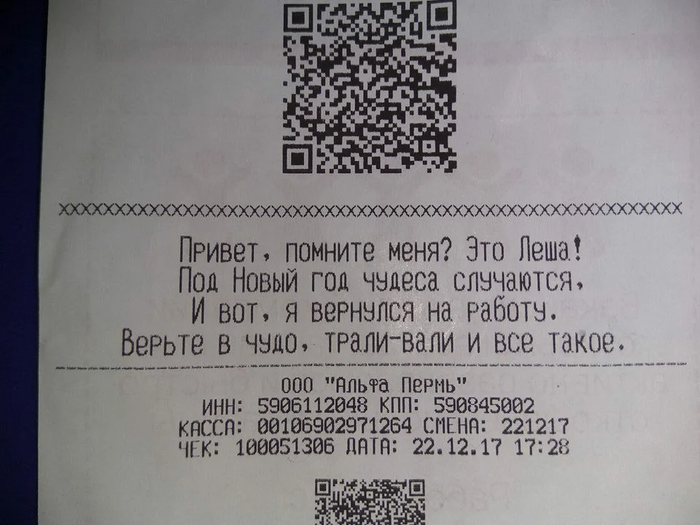 XXXXXXXXXXXXXXXXXXXXXXXXXXXXXXXXXXXXXXXXXXXXXXXXXXXXXXXX
Привет, помните меня? Это Леша!
Под Новый год чудеса случаются,
И вот, я вернулся на работу.
Верьте в чудо, трали-вали и все такое.
ООО "Альфа Пермь"
ИНН: 5906112048 КПП: 590845002
КАССА: 00106902971264 СМЕНА: 221217
ЧЕК: 100051306 ДАТА: 22.12.17 17:28